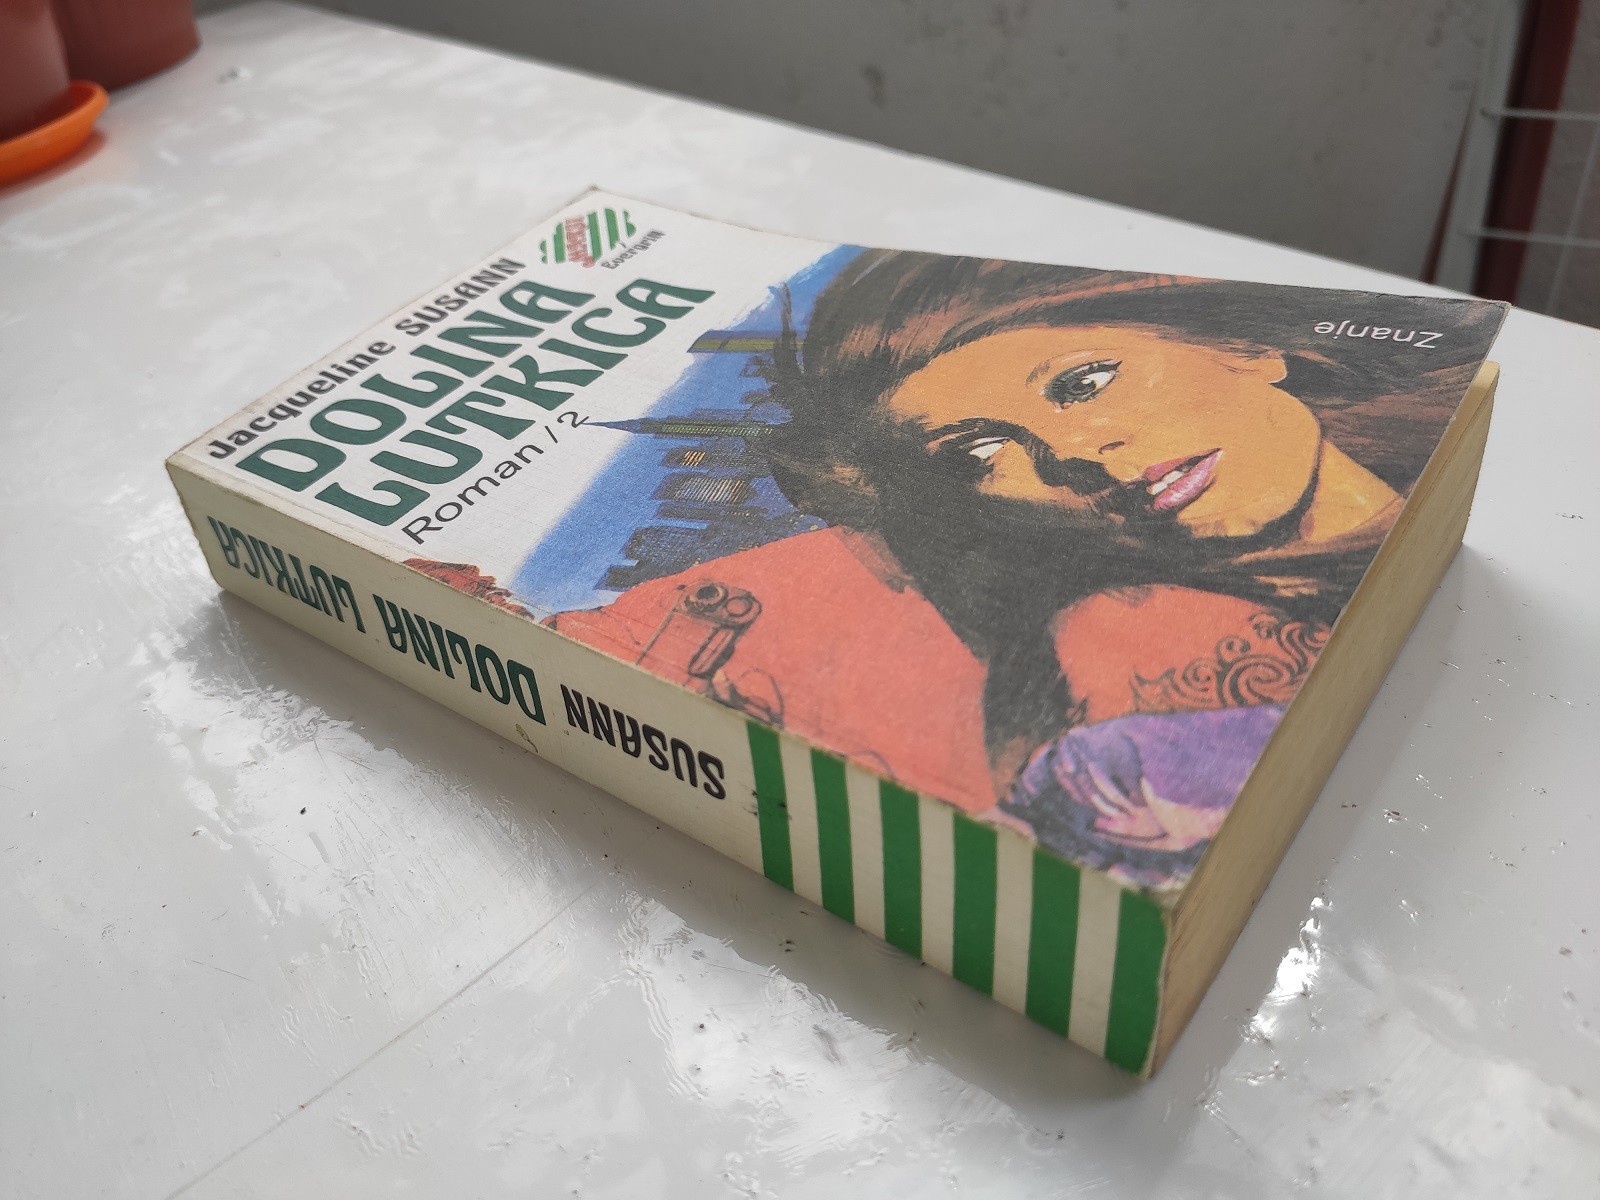 Jacqueline SUSANN
DOLINA
LUTKICA
Roman / 2
Evergrin
Znanje
SUSANN DOLINA LUTKICA